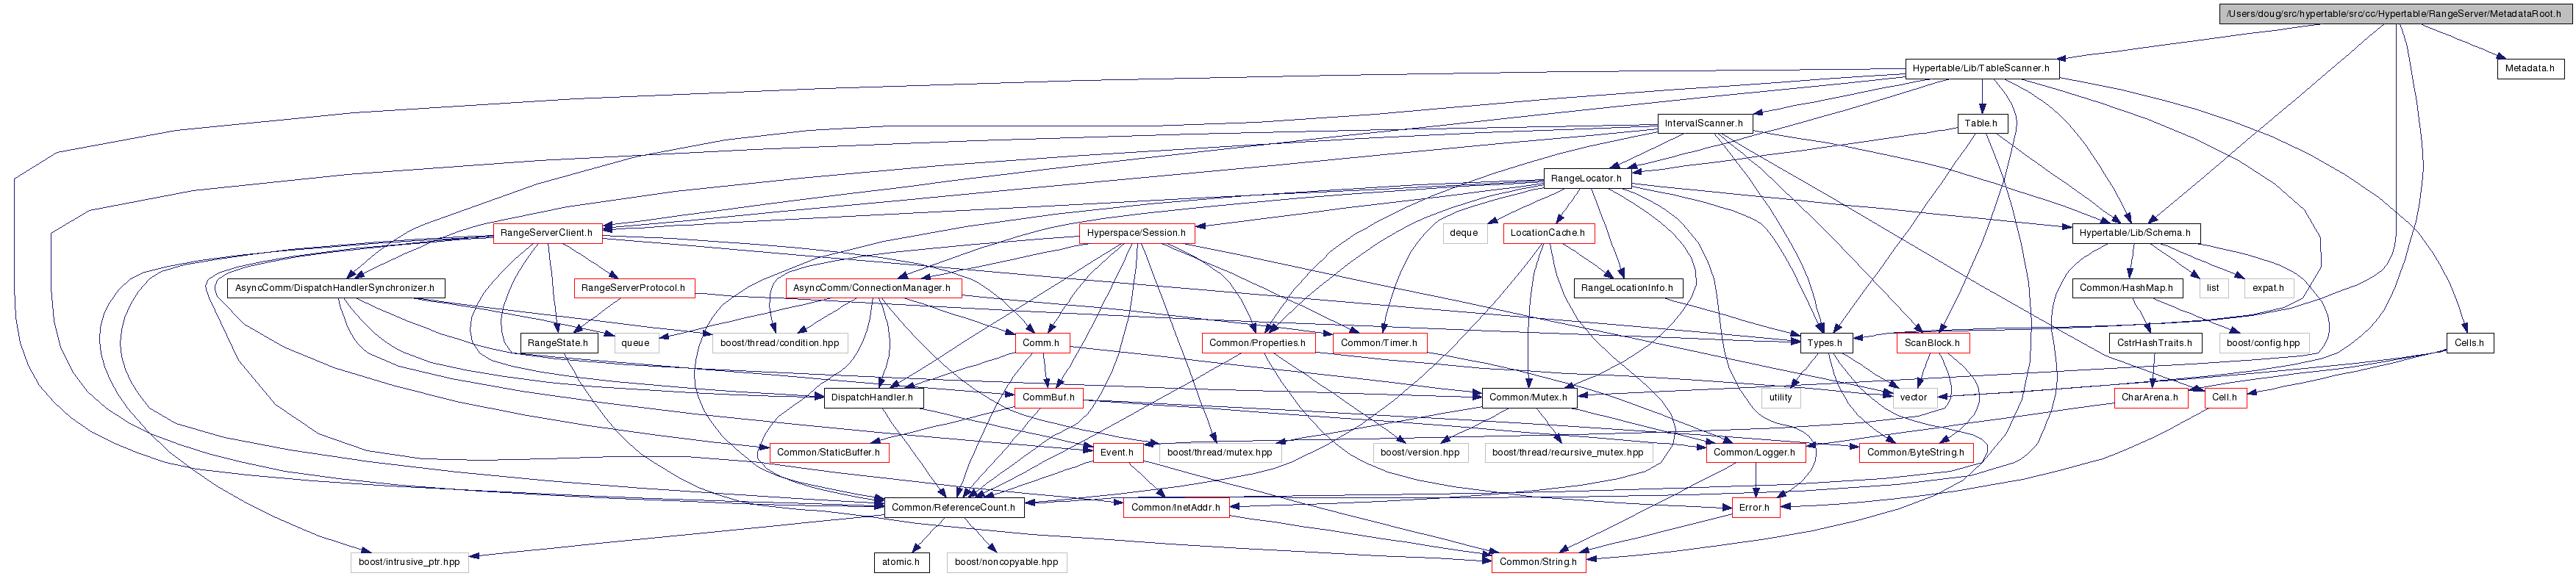 /Users/doug/src/hypertable/src/cc/Hypertable/RangeServer/MetadataRoot.h
Hypertable/Lib/TableScanner.h
Metadata.h
IntervalScanner.h
Table.h
RangeLocator.h
RangeServerClient.h
Hyperspace/Session.h
deque
LocationCache.h
Hypertable/Lib/Schema.h
AsyncComm/DispatchHandlerSynchronizer.h
RangeServerProtocol.h
AsyncComm/ConnectionManager.h
RangeLocationInfo.h
Common/HashMap.h
list
expat.h
RangeState.h
queue
boost/thread/condition.hpp
Comm.h
Common/Properties.h
Common/Timer.h
Types.h
ScanBlock.h
CstrHashTraits.h
boost/config.hpp
Cells.h
DispatchHandler.h
CommBuf.h
Common/Mutex.h
utility
vector
CharArena.h
Cell.h
Common/StaticBuffer.h
Event.h
boost/thread/mutex.hpp
boost/version.hpp
boost/thread/recursive_mutex.hpp
Common/Logger.h
Common/ByteString.h
Common/ReferenceCount.h
Common/InetAddr.h
Error.h
boost/intrusive_ptr.hpp
atomic.h
boost/noncopyable.hpp
Common/String.h